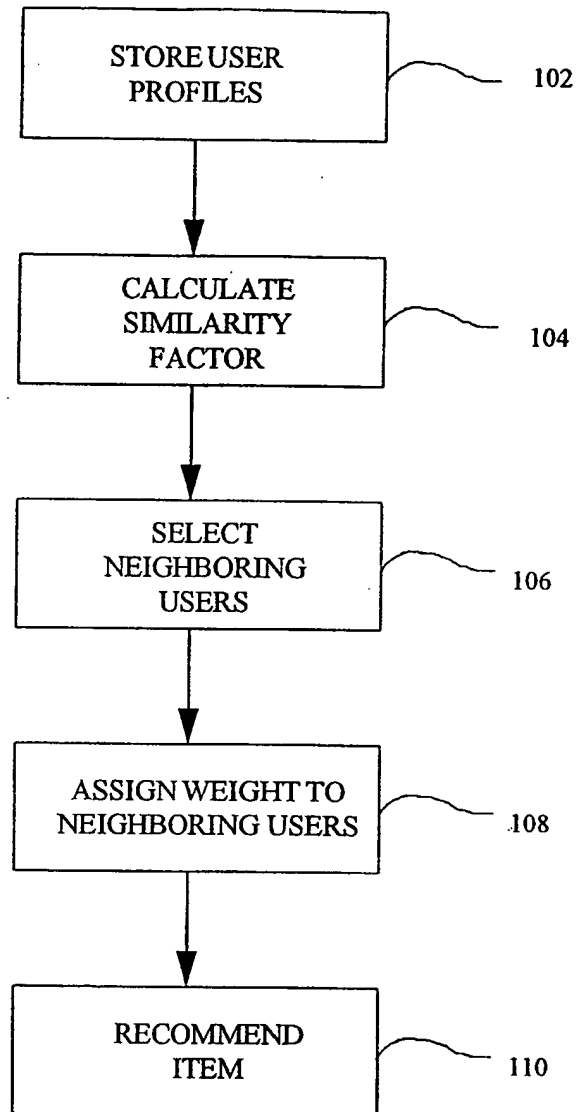 STORE USER
PROFILES
102
CALCULATE
SIMILARITY
FACTOR
104
SELECT
NEIGHBORING
USERS
106
ASSIGN WEIGHT TO
NEIGHBORING USERS
108
RECOMMEND
ITEM
110